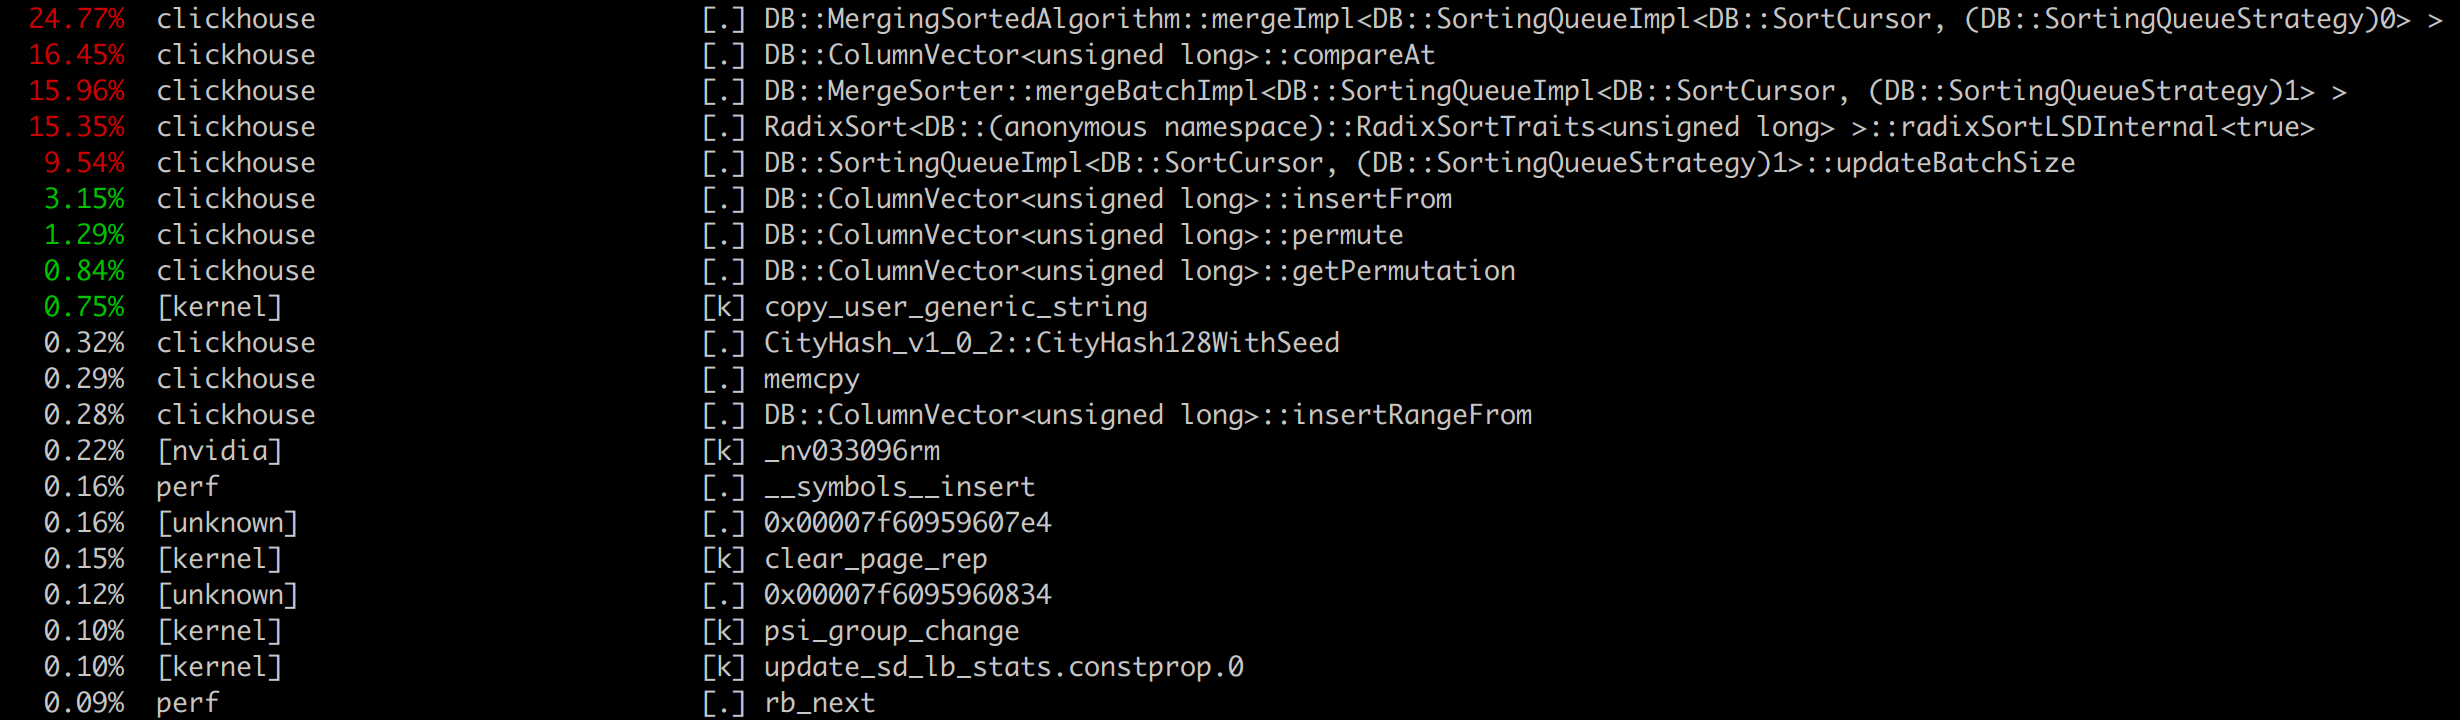 24.77% clickhouse [.] DB::MergingSortedAlgorithm::mergeImpl<DB::SortingQueueImpl<DB::SortCursor, (DB::SortingQueueStrategy)0> >
16.45% clickhouse [.] DB::ColumnVector<unsigned long>::compareAt
15.96% clickhouse [.] DB::MergeSorter::mergeBatchImpl<DB::SortingQueueImpl<DB::SortCursor, (DB::SortingQueueStrategy)1> >
15.35% clickhouse [.] RadixSort<DB::(anonymous namespace)::RadixSortTraits<unsigned long> >::radixSortLSDInternal<true>
9.54% clickhouse [.] DB::SortingQueueImpl<DB::SortCursor, (DB::SortingQueueStrategy)1>::updateBatchSize
3.15% clickhouse [.] DB::ColumnVector<unsigned long>::insertFrom
1.29% clickhouse [.] DB::ColumnVector<unsigned long>::permute
0.84% clickhouse [.] DB::ColumnVector<unsigned long>::getPermutation
0.75% [kernel] [k] copy_user_generic_string
0.32% clickhouse [.] CityHash_v1_0_2::CityHash128WithSeed
0.29% clickhouse [.] memcpy
0.28% clickhouse [.] DB::ColumnVector<unsigned long>::insertRangeFrom
0.22% [nvidia] [k] _nv033096rm
0.16% perf [.] __symbols__insert
0.16% [unknown] [.] 0x00007f60959607e4
0.15% [kernel] [k] clear_page_rep
0.12% [unknown] [.] 0x00007f6095960834
0.10% [kernel] [k] psi_group_change
0.10% [kernel] [k] update_sd_lb_stats.constprop.0
0.09% perf [.] rb_next